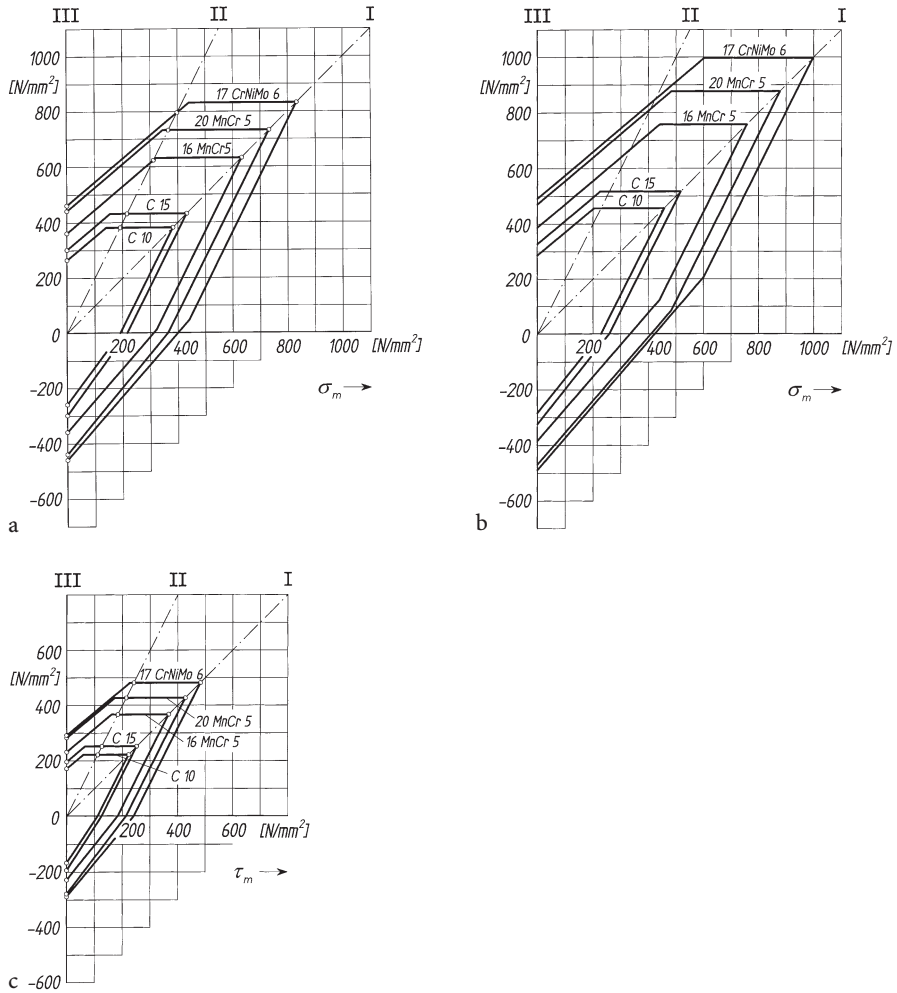 III II I
1000
[N/mm²]
800
600
400
200
0
-200
-400
-600
17 CrNiMo 6
20 MnCr 5
16 MnCr5
C 15
C 10
200 400 600 800 1000 [N/mm²]
σm
a
III II I
1000
[N/mm²]
800
600
400
200
0
-200
-400
-600
17 CrNiMo 6
20 MnCr 5
16 MnCr 5
C 15
C 10
200 400 600 800 1000 [N/mm²]
σm
b
III II I
600
[N/mm²]
400
200
0
-200
-400
-600
17 CrNiMo 6
20 MnCr 5
16 MnCr 5
C 15
C 10
200 400 600 [N/mm²]
τm
c